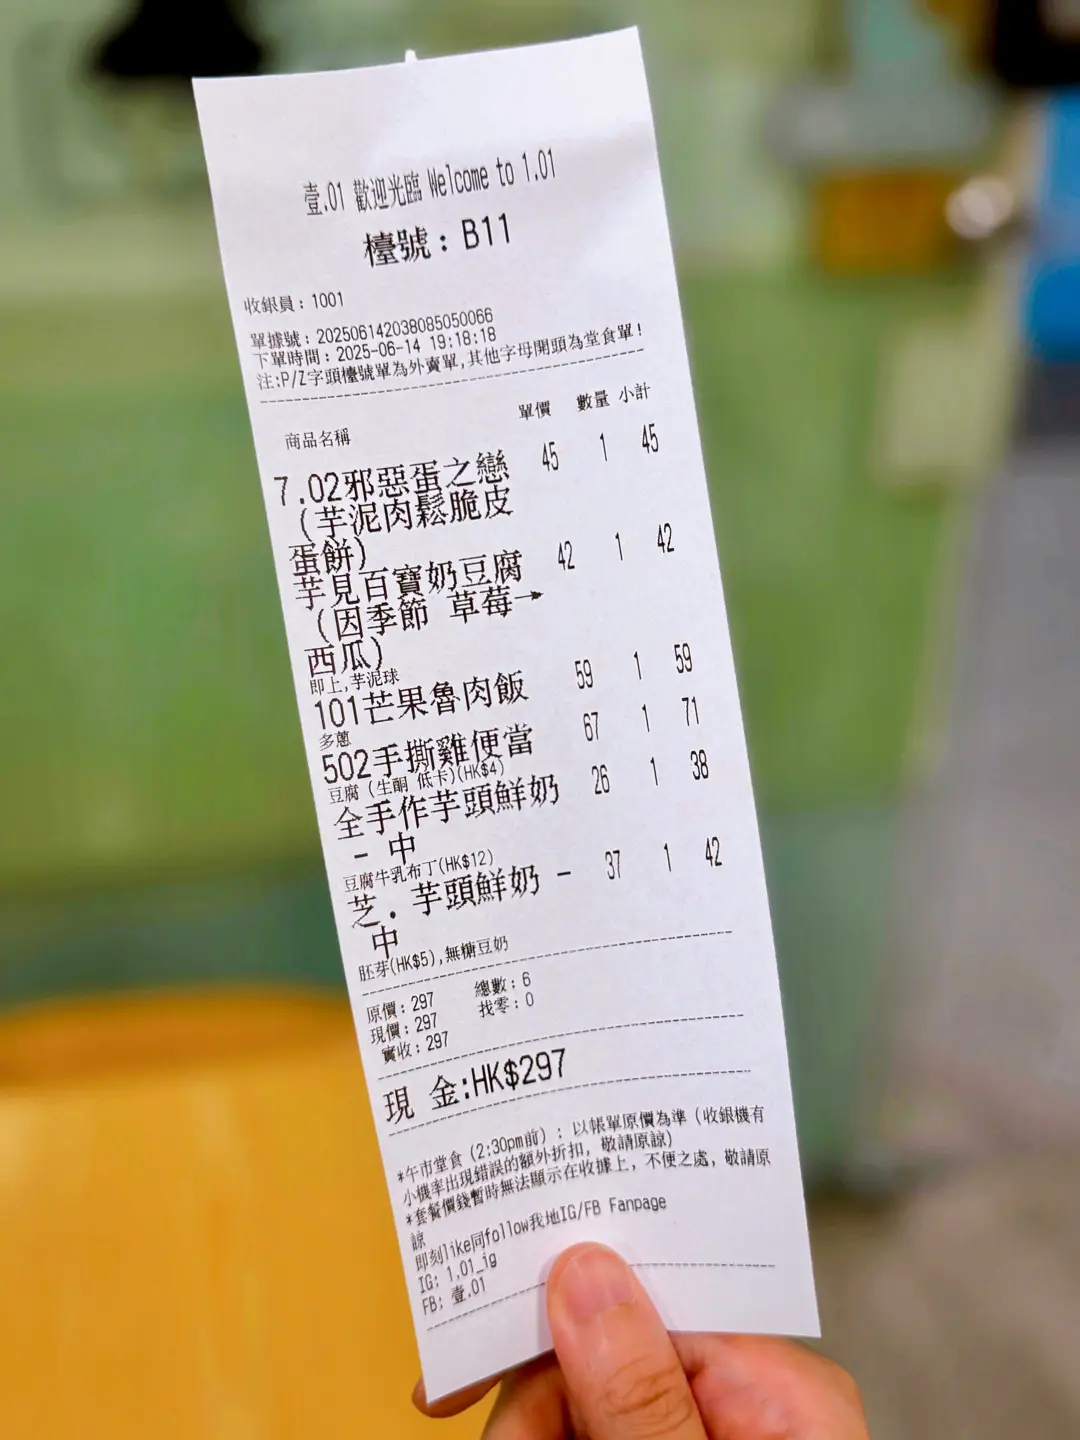 壹.01 歡迎光臨 Welcome to 1.01
檯號：B11
收銀員：1001
單據號：202506142038085050066
下單時間：2025-06-14 19:18:18
注:P/Z字頭檯號單為外賣單,其他字母開頭為堂食單!
商品名稱 單價 數量 小計
7.02邪惡蛋之戀 45 1 45
(芋泥肉鬆脆皮
蛋餅)
芋見百寶奶豆腐 42 1 42
(因季節 草莓→
西瓜)
即上,芋泥球
101芒果魯肉飯 59 1 59
多蔥
502手撕雞便當 67 1 71
豆腐 (生酮 低卡)(HK$4)
全手作芋頭鮮奶 26 1 38
- 中
豆腐牛乳布丁(HK$12)
芝．芋頭鮮奶 - 37 1 42
中
胚芽(HK$5),無糖豆奶
原價：297 總數：6
現價：297 找零：0
實收：297
現 金:HK$297
*午市堂食 (2:30pm前) ：以帳單原價為準 (收銀機有
小機率出現錯誤的額外折扣，敬請原諒)
*套餐價錢暫時無法顯示在收據上，不便之處，敬請原
諒
即刻like同follow我地IG/FB Fanpage
IG: 1.01_ig
FB: 壹.01